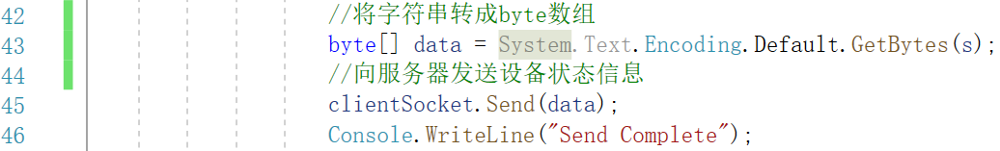 42 //将字符串转成byte数组
43 byte[] data = System.Text.Encoding.Default.GetBytes(s);
44 //向服务器发送设备状态信息
45 clientSocket.Send(data);
46 Console.WriteLine("Send Complete");